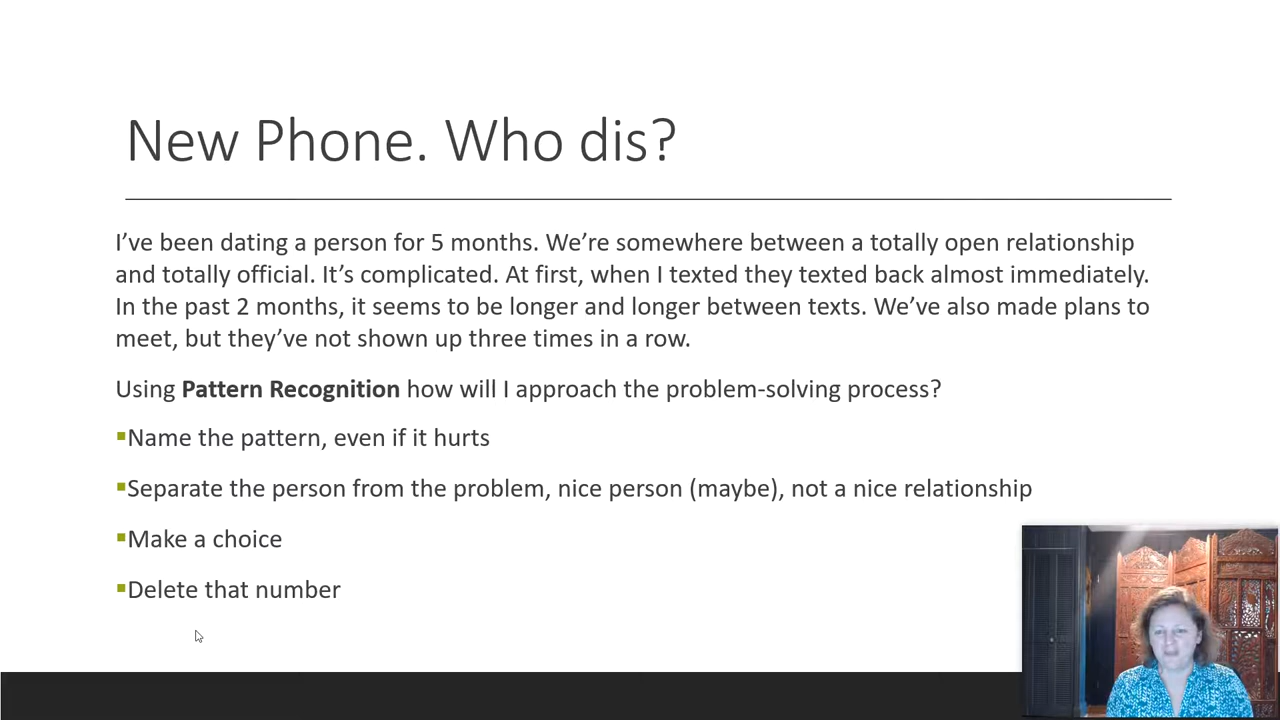 New Phone. Who dis?
I’ve been dating a person for 5 months. We’re somewhere between a totally open relationship
and totally official. It’s complicated. At first, when I texted they texted back almost immediately.
In the past 2 months, it seems to be longer and longer between texts. We’ve also made plans to
meet, but they’ve not shown up three times in a row.
Using Pattern Recognition how will I approach the problem-solving process?
▪Name the pattern, even if it hurts
▪Separate the person from the problem, nice person (maybe), not a nice relationship
▪Make a choice
▪Delete that number